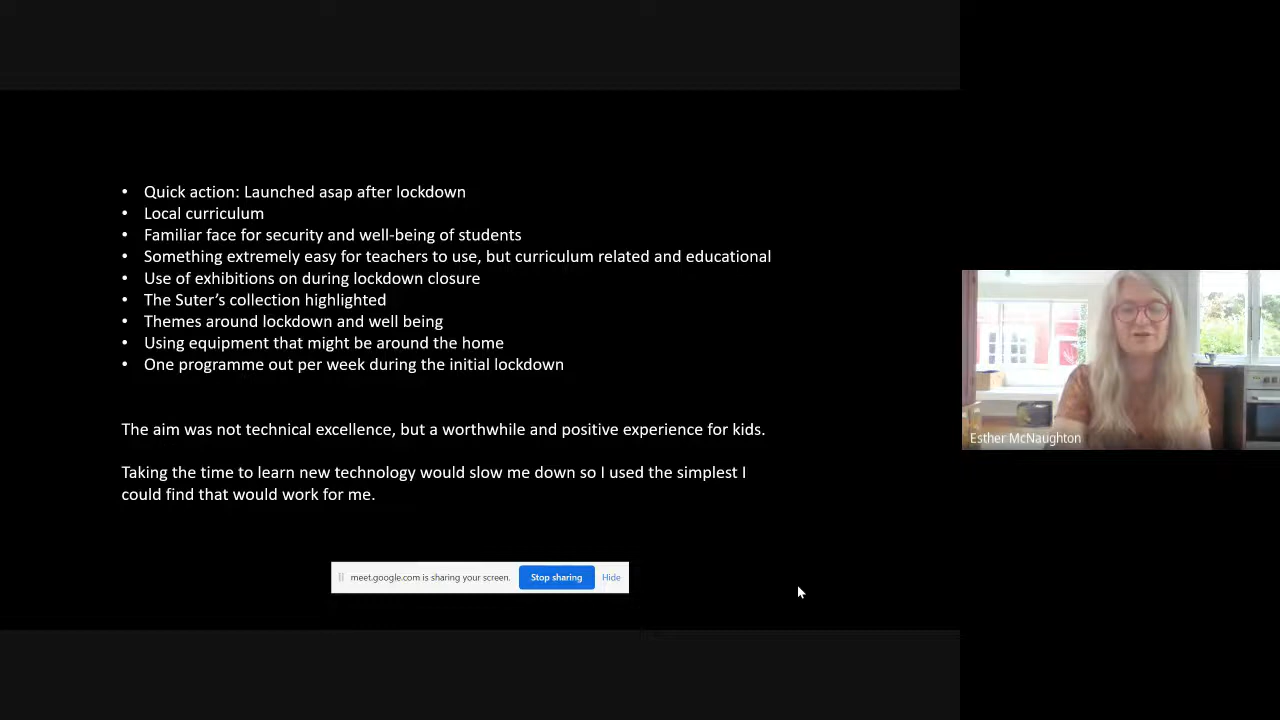 • Quick action: Launched asap after lockdown
• Local curriculum
• Familiar face for security and well-being of students
• Something extremely easy for teachers to use, but curriculum related and educational
• Use of exhibitions on during lockdown closure
• The Suter's collection highlighted
• Themes around lockdown and well being
• Using equipment that might be around the home
• One programme out per week during the initial lockdown
The aim was not technical excellence, but a worthwhile and positive experience for kids.
Taking the time to learn new technology would slow me down so I used the simplest I
could find that would work for me.
meet.google.com is sharing your screen. Stop sharing Hide
Esther McNaughton